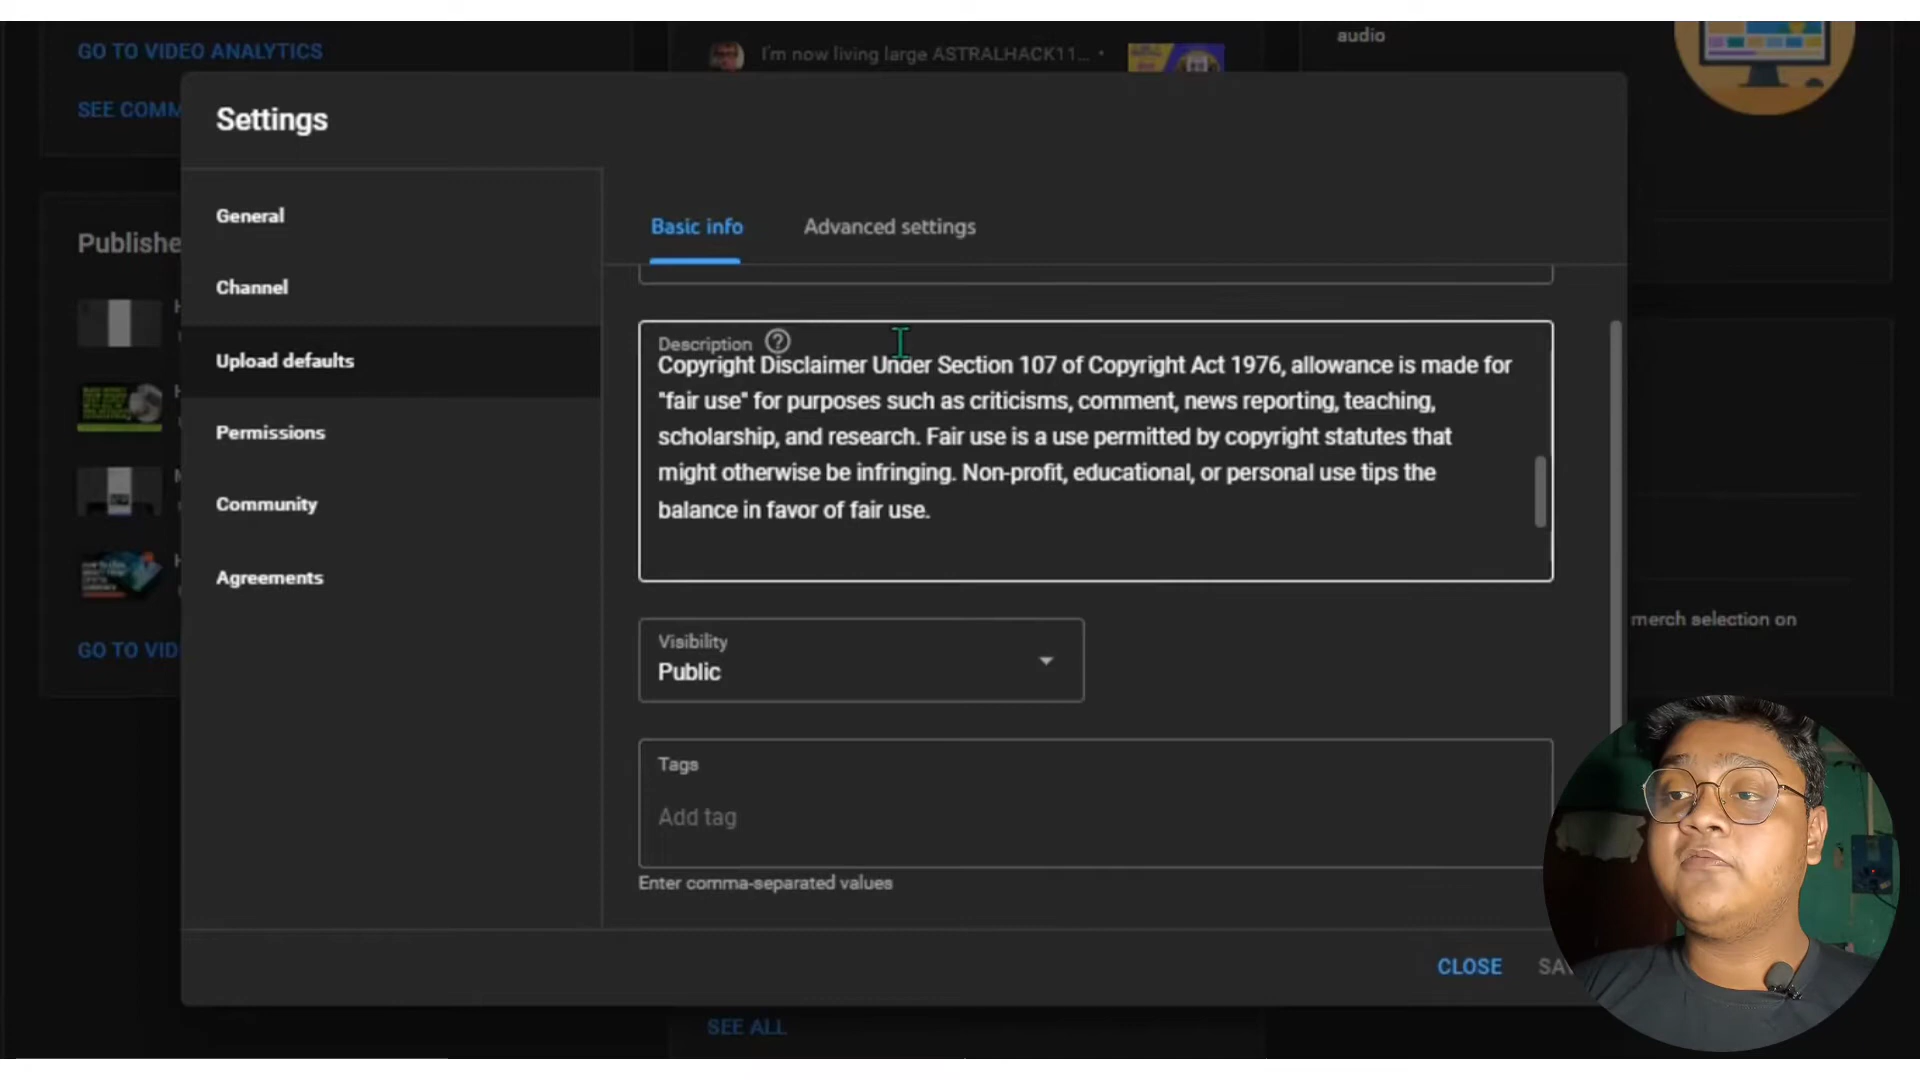 GO TO VIDEO ANALYTICS
I'm now living large ASTRALHACK11... •
audio
SEE COMM
Settings
General
Channel
Upload defaults
Permissions
Community
Agreements
Publishe
GO TO VID
Basic info
Advanced settings
Description
Copyright Disclaimer Under Section 107 of Copyright Act 1976, allowance is made for
"fair use" for purposes such as criticisms, comment, news reporting, teaching,
scholarship, and research. Fair use is a use permitted by copyright statutes that
might otherwise be infringing. Non-profit, educational, or personal use tips the
balance in favor of fair use.
Visibility
Public
Tags
Add tag
Enter comma-separated values
merch selection on
CLOSE
SA
SEE ALL